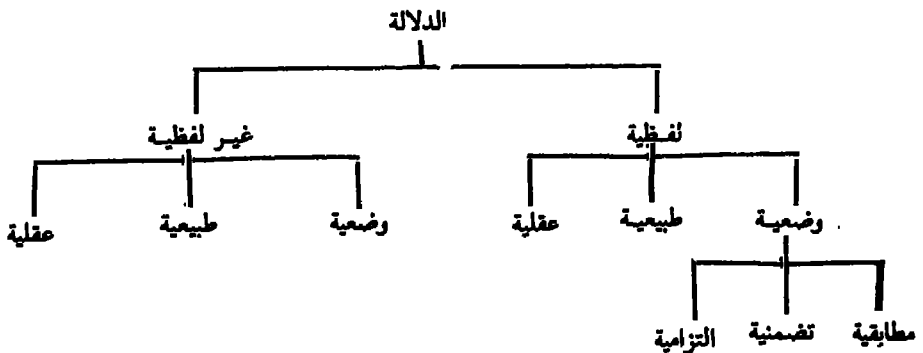 الدلالة
لفظية
غير لفظية
وضعية
طبيعية
عقلية
وضعية
طبيعية
عقلية
مطابقية
تضمنية
التزامية